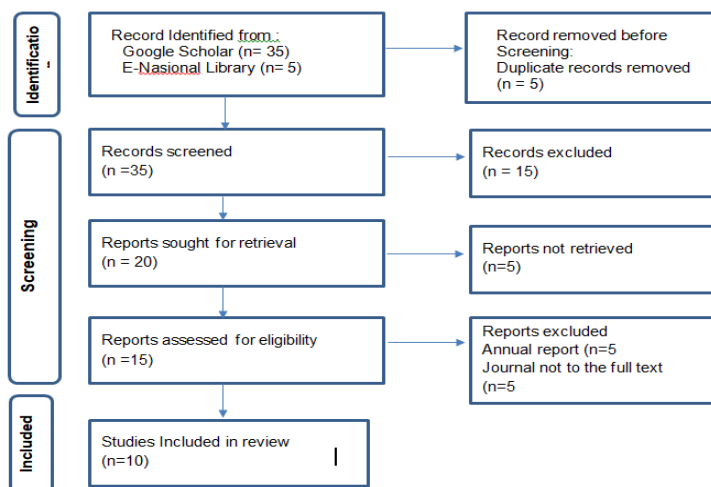 Identificatio
Record Identified from :
Google Scholar (n= 35)
E-Nasional Library (n= 5)
Record removed before
Screening:
Duplicate records removed
(n = 5)
Screening
Records screened
(n =35)
Records excluded
(n = 15)
Reports sought for retrieval
(n = 20)
Reports not retrieved
(n=5)
Reports assessed for eligibility
(n =15)
Reports excluded
Annual report (n=5
Journal not to the full text
(n=5
Included
Studies Included in review
(n=10)